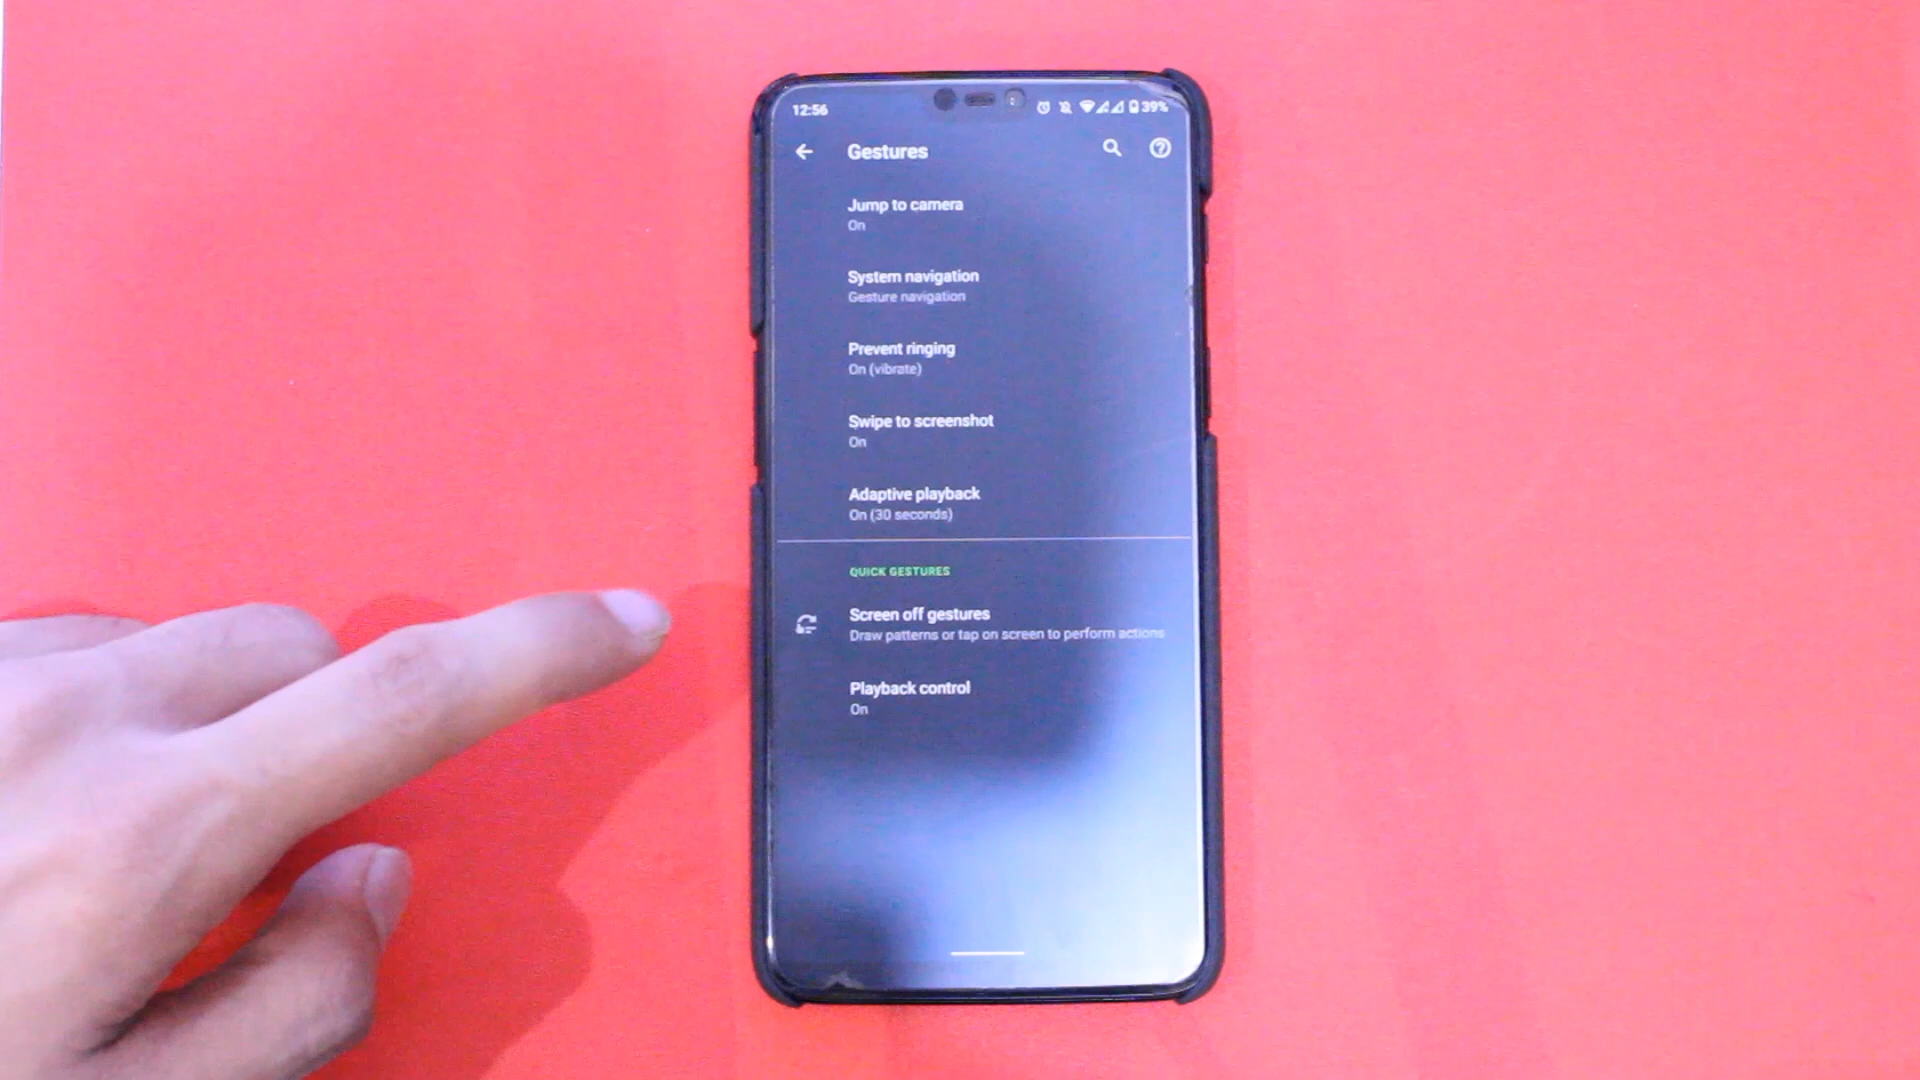 12:56
39%
Gestures
Jump to camera
On
System navigation
Gesture navigation
Prevent ringing
On (vibrate)
Swipe to screenshot
On
Adaptive playback
On (30 seconds)
QUICK GESTURES
Screen off gestures
Draw patterns or tap on screen to perform actions
Playback control
On